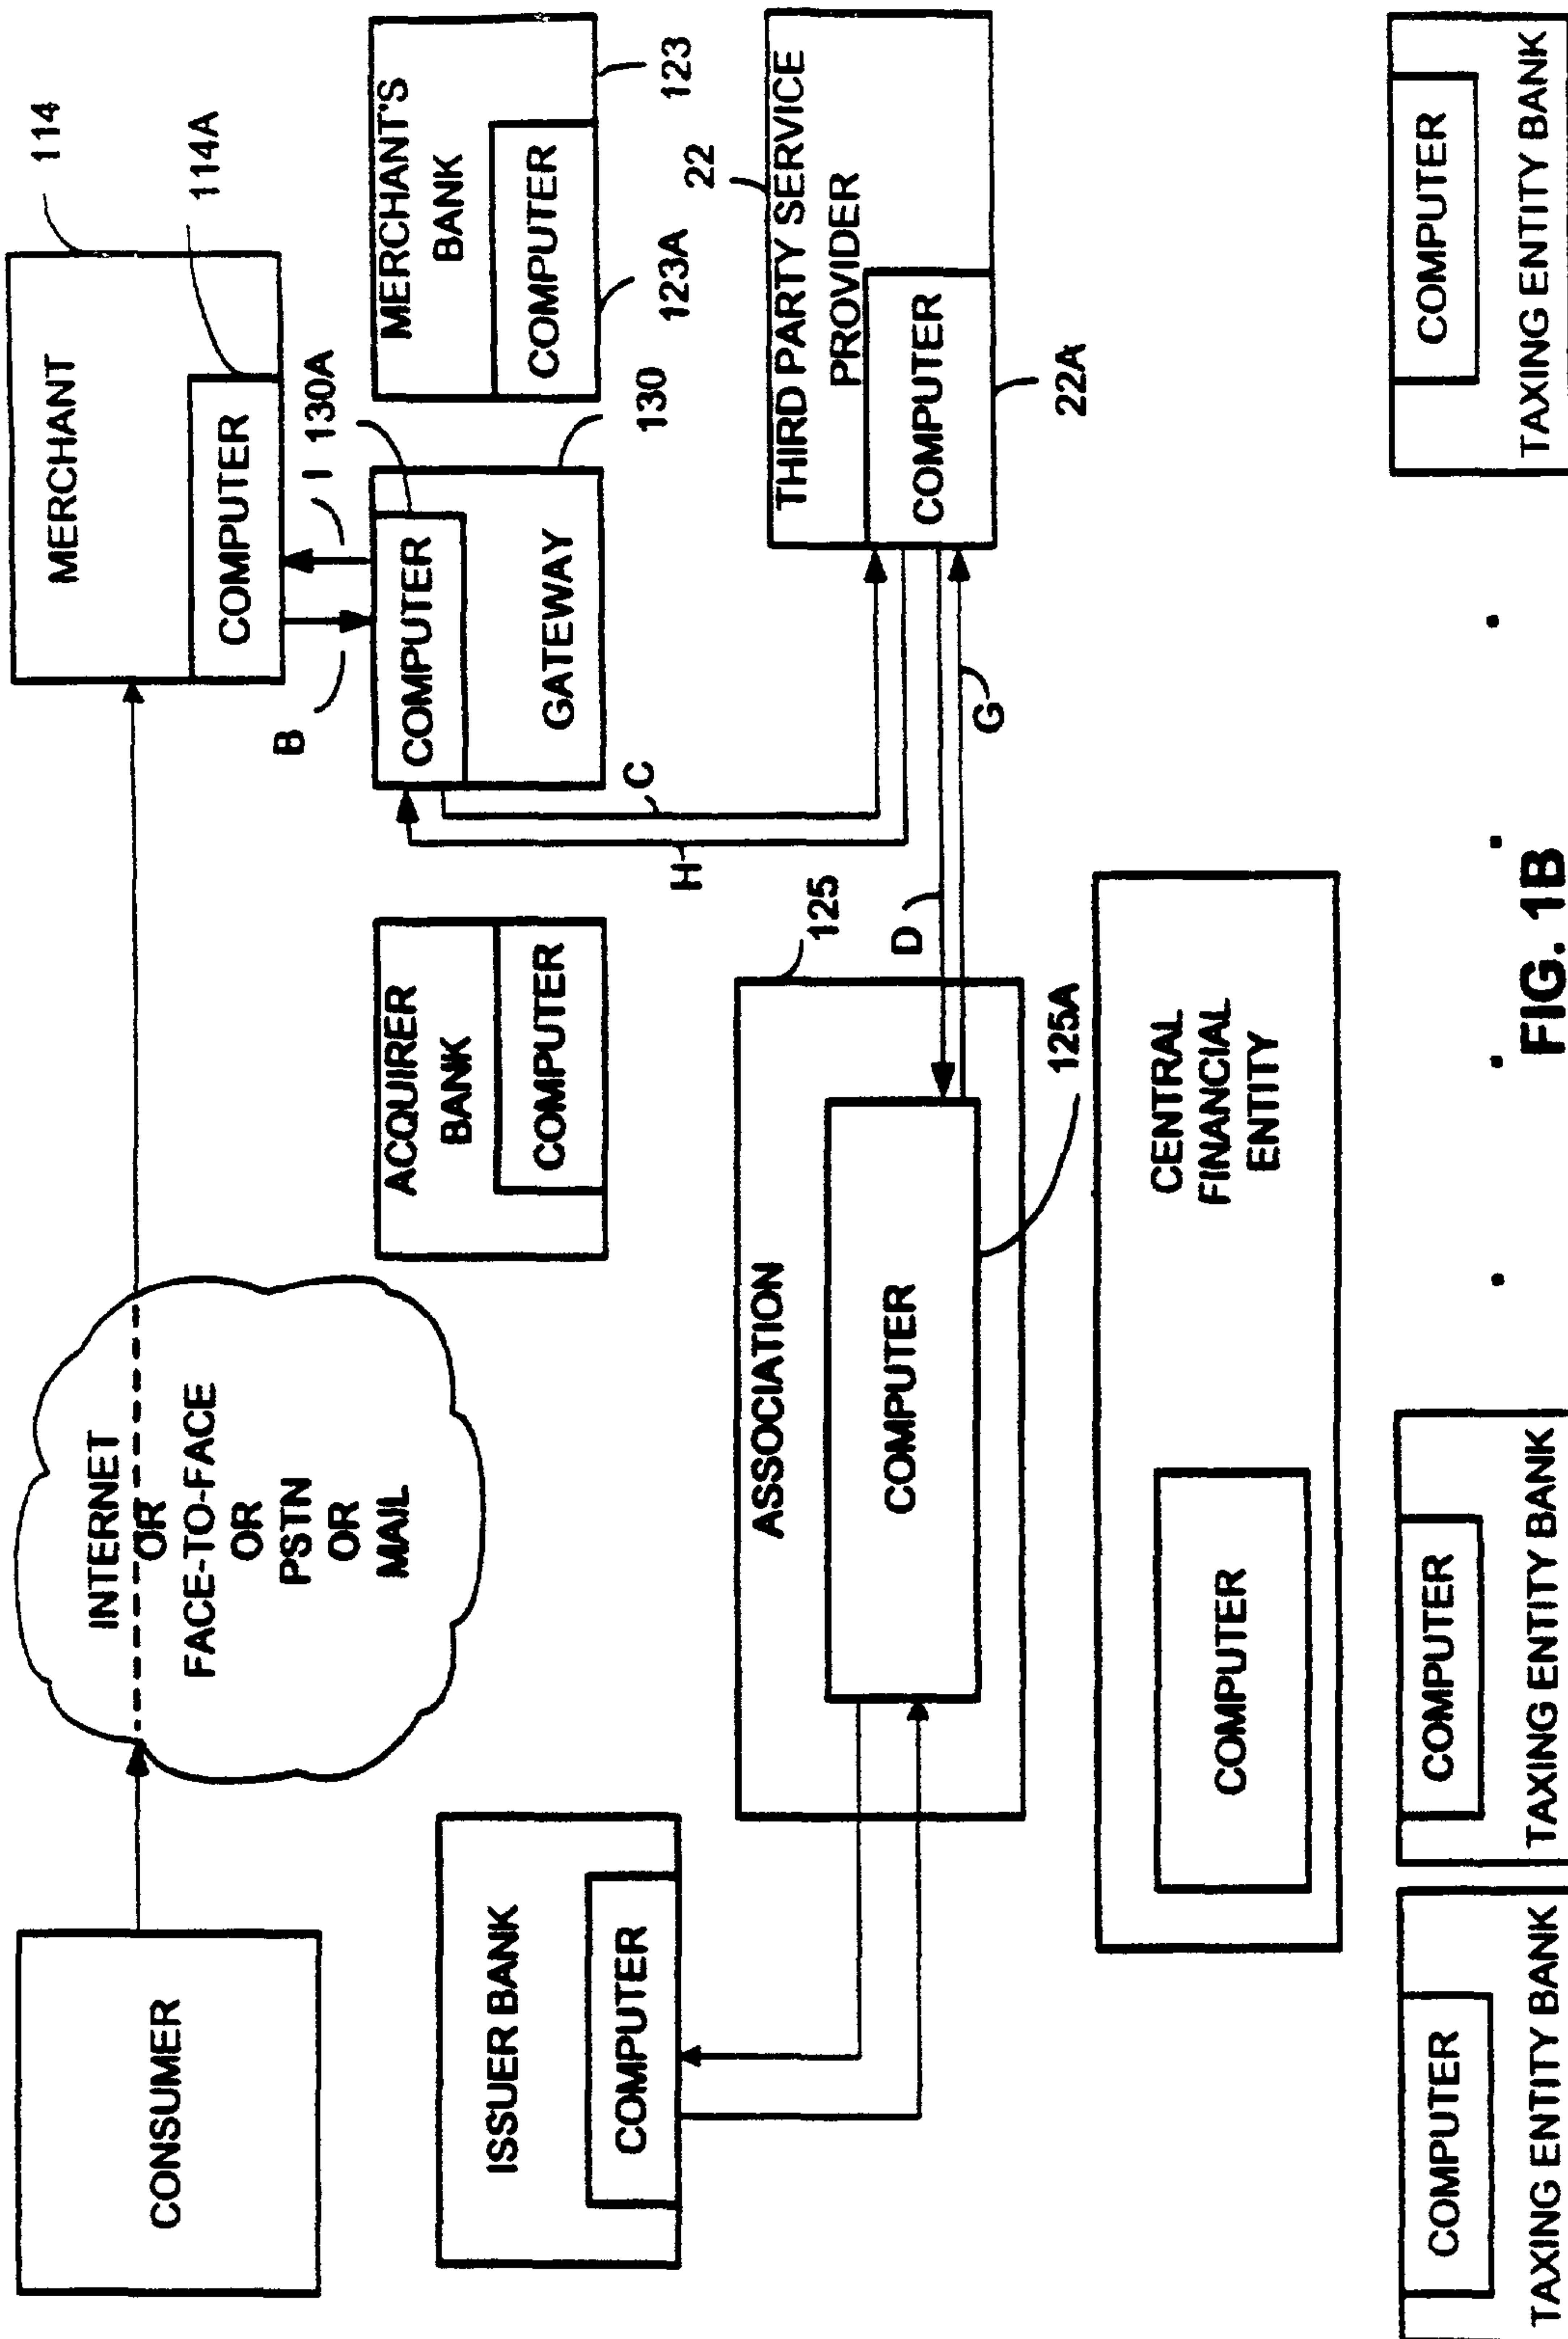 CONSUMER
INTERNET
OR
FACE-TO-FACE
OR
PSTN
OR
MAIL
MERCHANT
COMPUTER
114
114A
B
I
130A
COMPUTER
GATEWAY
130
MERCHANT'S
BANK
COMPUTER
123A
123
ISSUER BANK
COMPUTER
ACQUIRER
BANK
COMPUTER
H
C
ASSOCIATION
COMPUTER
125
125A
D
G
THIRD PARTY SERVICE
PROVIDER
COMPUTER
22
22A
CENTRAL
FINANCIAL
ENTITY
COMPUTER
COMPUTER
TAXING ENTITY BANK
COMPUTER
TAXING ENTITY BANK
COMPUTER
TAXING ENTITY BANK
FIG. 1B